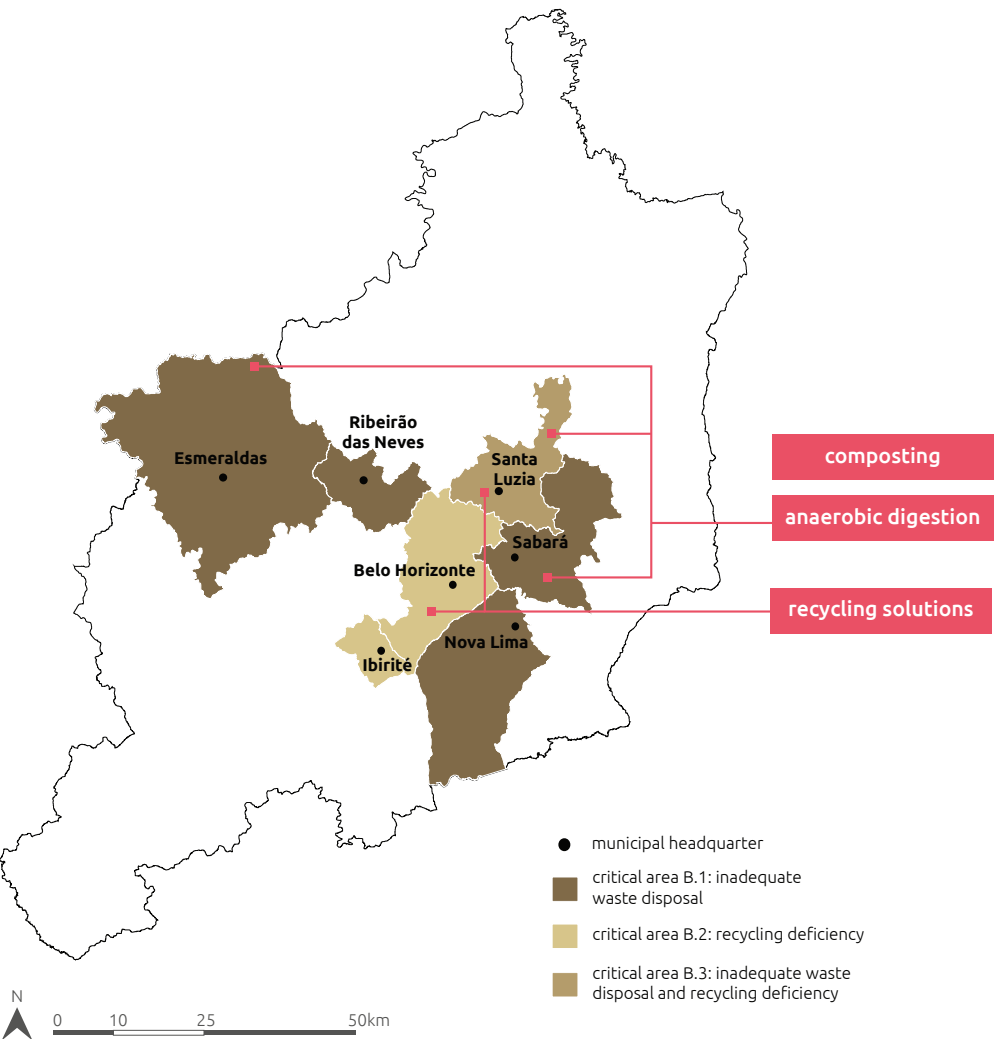 Ribeirão
das Neves
Esmeraldas
Santa
Luzia
composting
anaerobic digestion
Sabará
Belo Horizonte
recycling solutions
Nova Lima
Ibirité
municipal headquarter
critical area B.1: inadequate
waste disposal
critical area B.2: recycling deficiency
critical area B.3: inadequate waste
disposal and recycling deficiency
N
0 10 25 50km